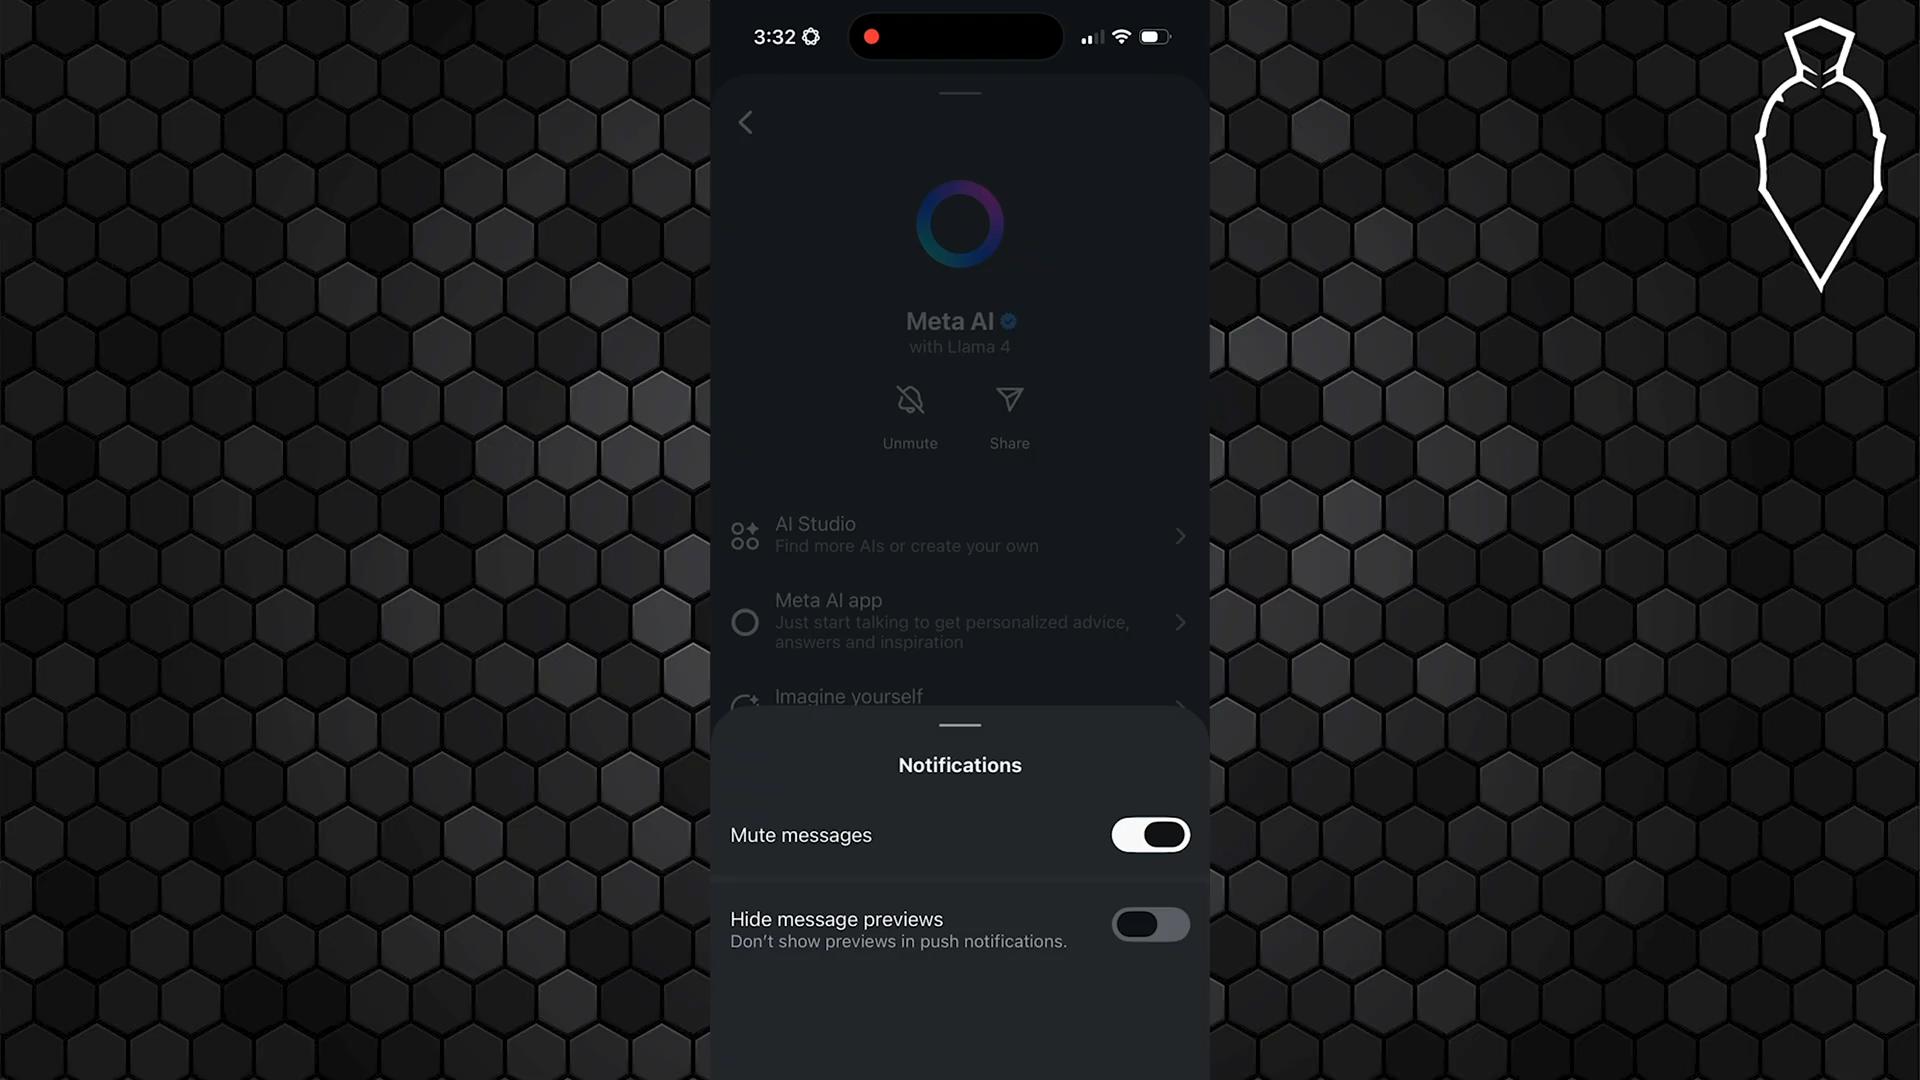 3:32
Meta AI
with Llama 4
Unmute
Share
AI Studio
Find more AIs or create your own
Meta AI app
Just start talking to get personalized advice,
answers and inspiration
Imagine yourself
Notifications
Mute messages
Hide message previews
Don't show previews in push notifications.